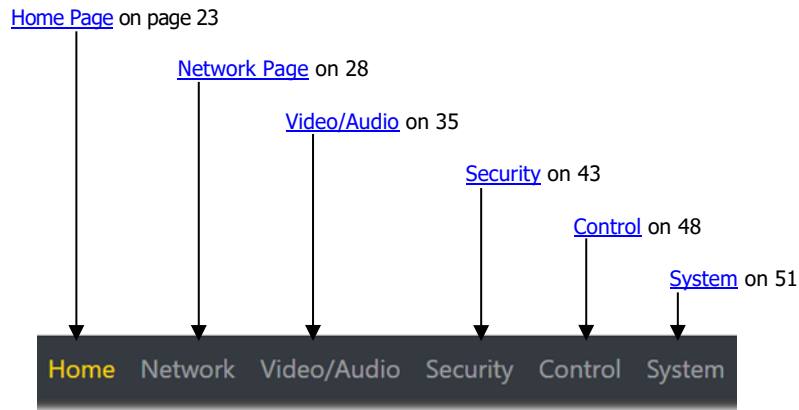 Home Page on page 23
Network Page on 28
Video/Audio on 35
Security on 43
Control on 48
System on 51
Home Network Video/Audio Security Control System